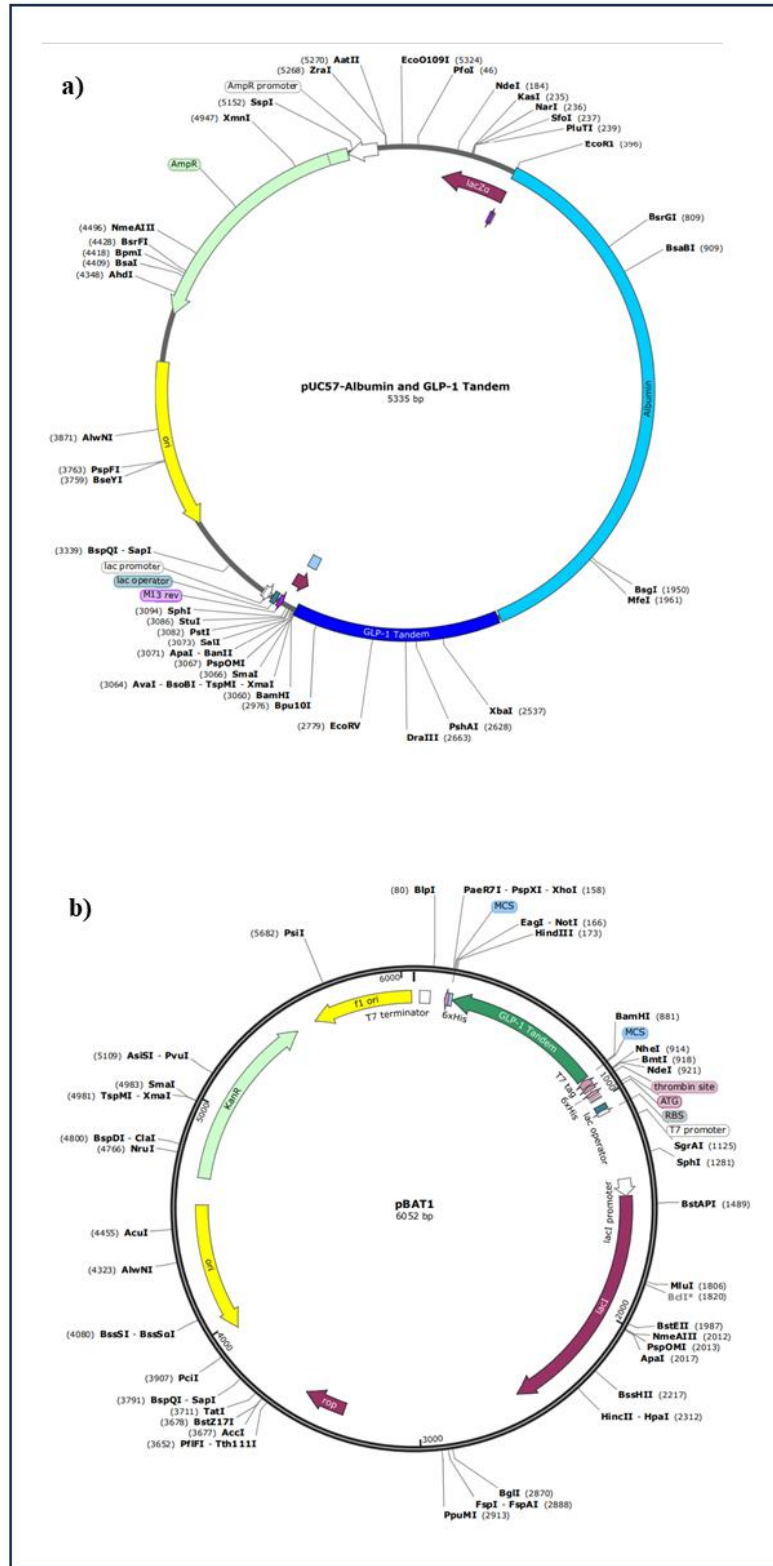 a)
(5270) AatII
(5268) ZraI
AmpR promoter
(5152) SspI
(4947) XmnI
AmpR
EcoO109I (5324)
PfoI (46)
NdeI (184)
KasI (235)
NarI (236)
SfoI (237)
PluTI (239)
EcoR1 (396)
lacZα
BsrGI (809)
BsaBI (909)
(4496) NmeAIII
(4428) BsrFI
(4418) BpmI
(4409) BsaI
(4348) AhdI
pUC57-Albumin and GLP-1 Tandem
5335 bp
Albumin
ori
(3871) AlwNI
(3763) PspFI
(3759) BseYI
(3339) BspQI - SapI
lac promoter
lac operator
M13 rev
(3094) SphI
(3086) StuI
(3082) PstI
(3073) SalI
(3071) ApaI - BanII
(3067) PspOMI
(3066) SmaI
(3064) AvaI - BsoBI - TspMI - XmaI
(3060) BamHI
(2976) Bpu10I
GLP-1 Tandem
BsgI (1950)
MfeI (1961)
XbaI (2537)
PshAI (2628)
DraIII (2663)
(2779) EcoRV
b)
(80) BlpI
PaeR7I - PspXI - XhoI (158)
MCS
EagI - NotI (166)
HindIII (173)
(5682) PsiI
6000
f1 ori
T7 terminator
6xHis
GLP-1 Tandem
BamHI (881)
MCS
NheI (914)
BmtI (918)
NdeI (921)
thrombin site
ATG
RBS
T7 promoter
1000
T7 tag
6xHis
lac operator
SgrAI (1125)
SphI (1281)
(5109) AsiSI - PvuI
(4983) SmaI
(4981) TspMI - XmaI
5000
KanR
(4800) BspDI - ClaI
(4766) NruI
pBAT1
6052 bp
lacI promoter
BstAPI (1489)
lacI
(4455) AcuI
(4323) AlwNI
ori
MluI (1806)
BclI* (1820)
2000
BstEII (1987)
NmeAIII (2012)
PspOMI (2013)
ApaI (2017)
(4080) BssSI - BssSαI
4000
(3907) PciI
(3791) BspQI - SapI
(3711) TatI
(3678) BstZ17I
(3677) AccI
(3652) PflFI - Tth111I
rop
BssHII (2217)
HincII - HpaI (2312)
3000
BglI (2870)
FspI - FspAI (2888)
PpuMI (2913)